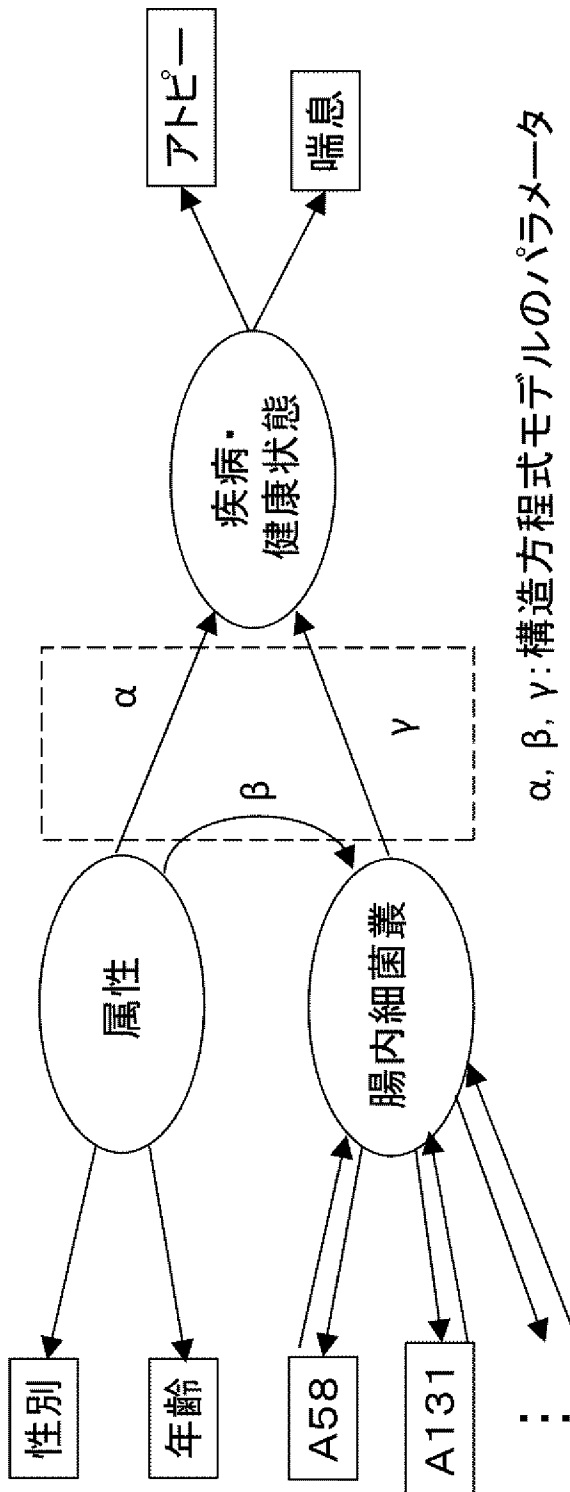 性別
年齢
A58
A131
⋮
属性
腸内細菌叢
α
β
γ
疾病・
健康状態
アトピー
喘息
α, β, γ:構造方程式モデルのパラメータ